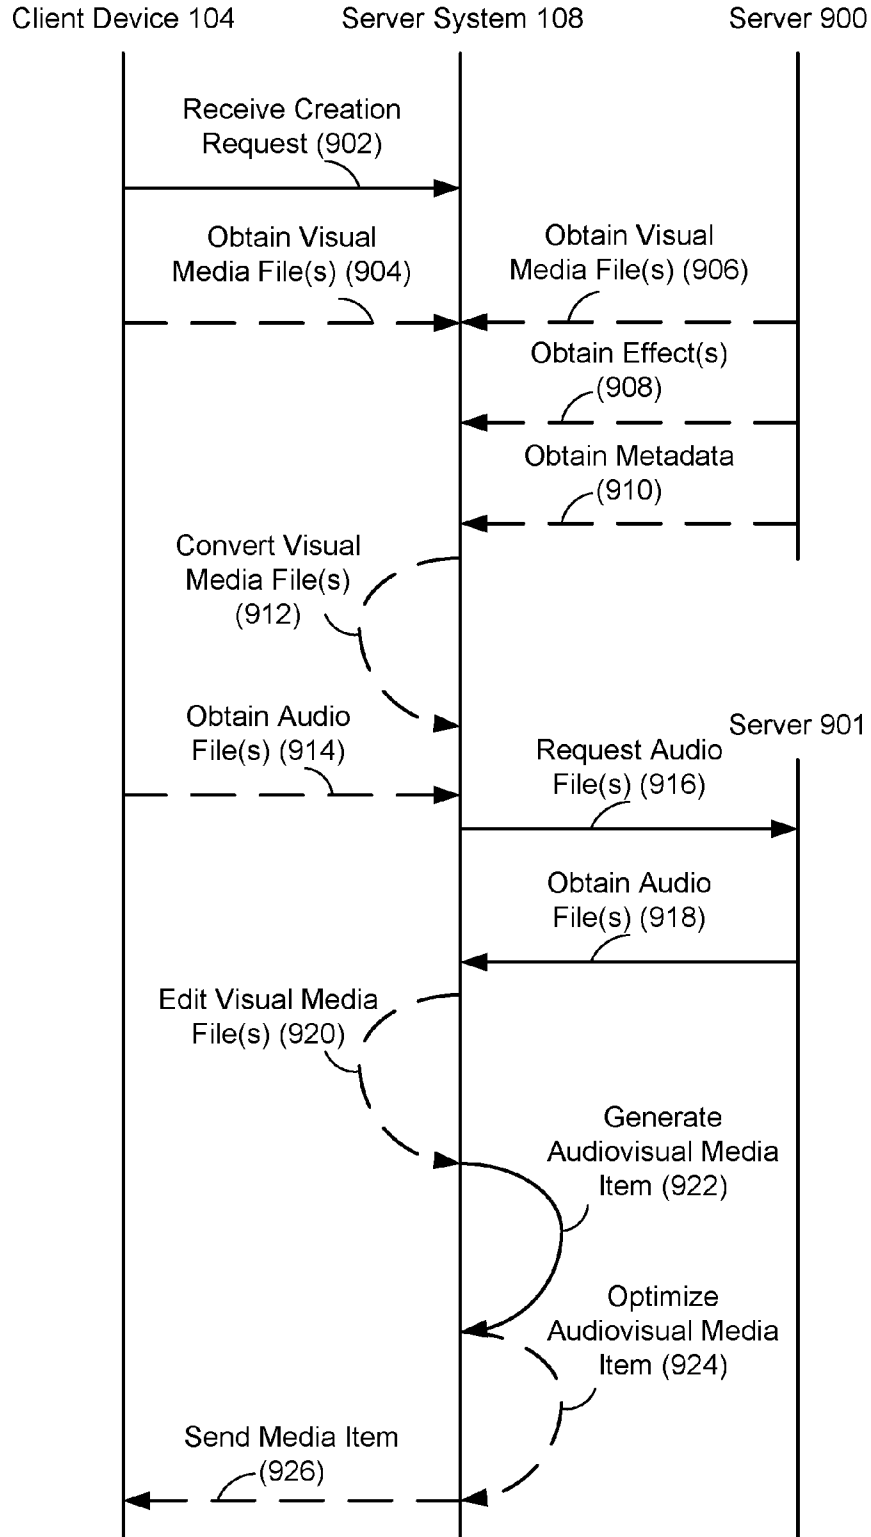 Client Device 104
Server System 108
Server 900
Receive Creation
Request (902)
Obtain Visual
Media File(s) (904)
Obtain Visual
Media File(s) (906)
Obtain Effect(s)
(908)
Obtain Metadata
(910)
Convert Visual
Media File(s)
(912)
Obtain Audio
File(s) (914)
Server 901
Request Audio
File(s) (916)
Obtain Audio
File(s) (918)
Edit Visual Media
File(s) (920)
Generate
Audiovisual Media
Item (922)
Optimize
Audiovisual Media
Item (924)
Send Media Item
(926)